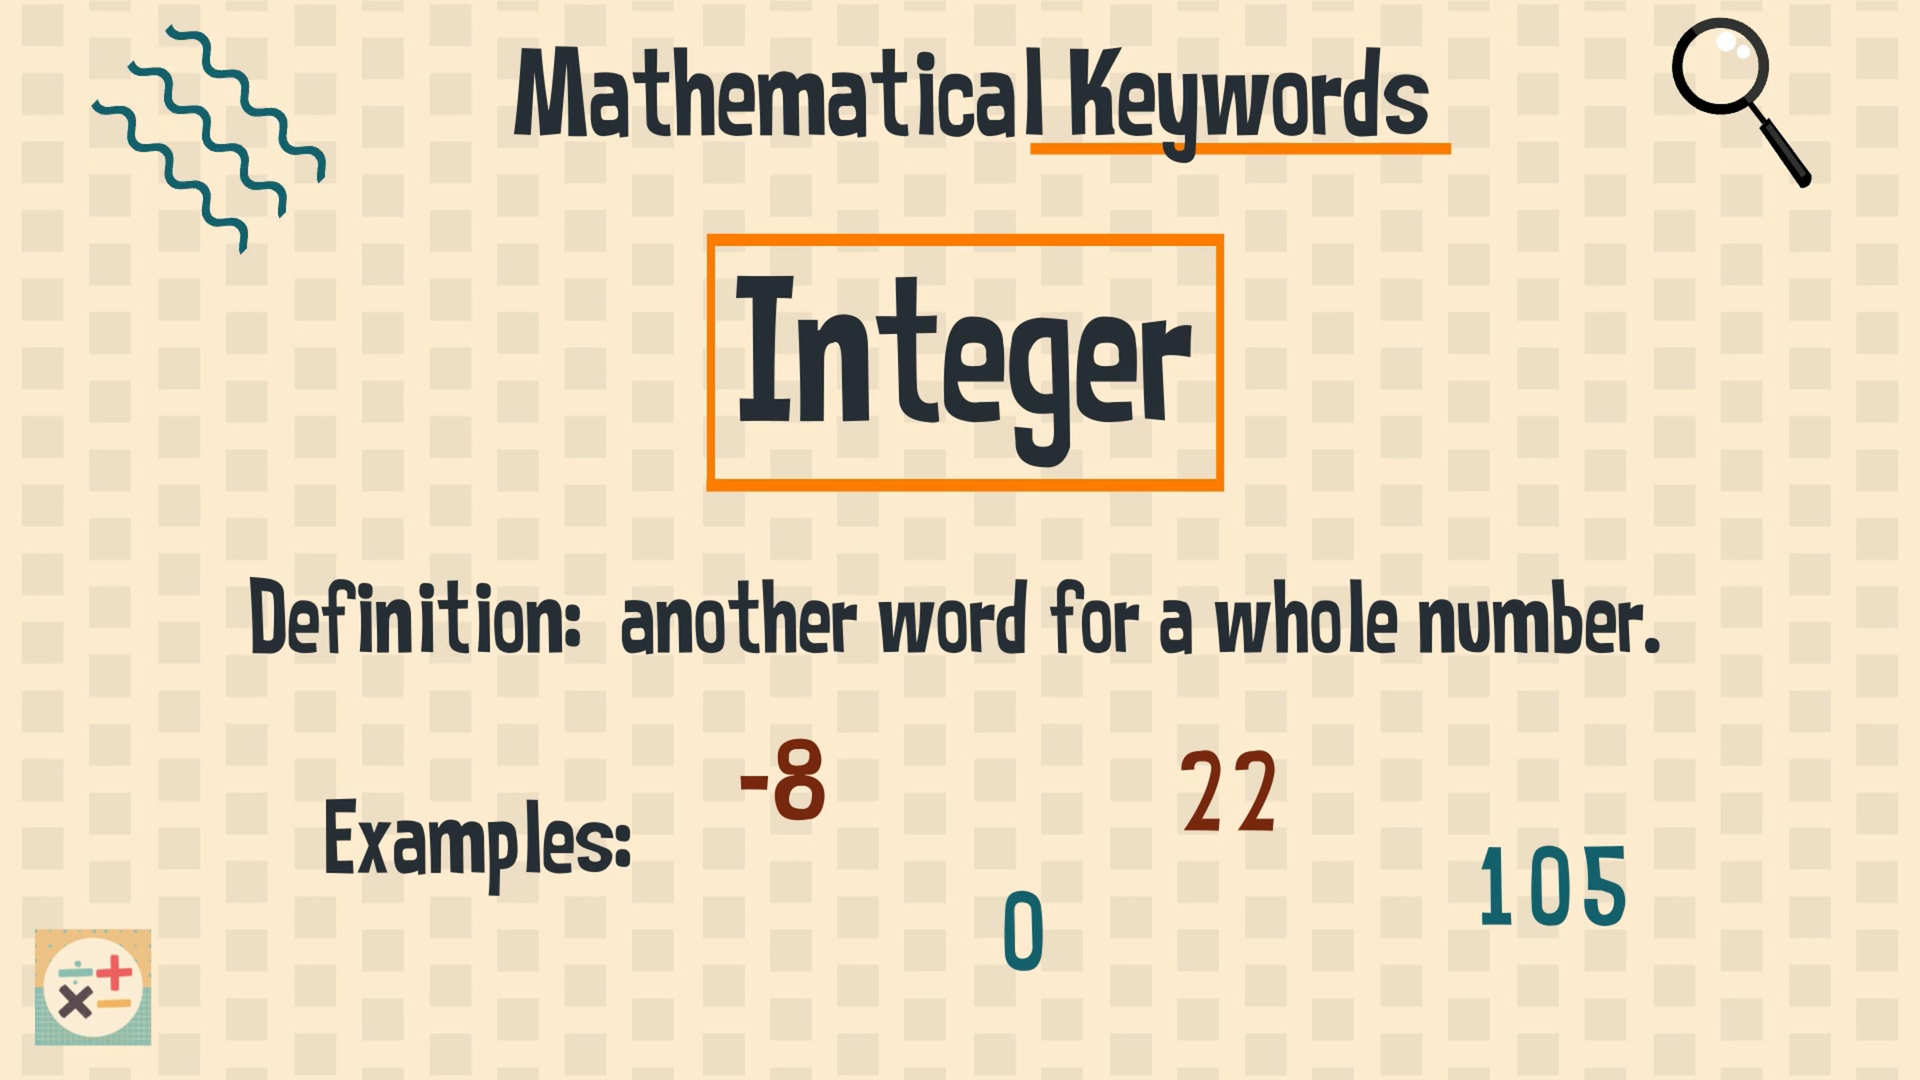 Mathematical Keywords
Integer
Definition: another word for a whole number.
Examples:
-8
22
0
105